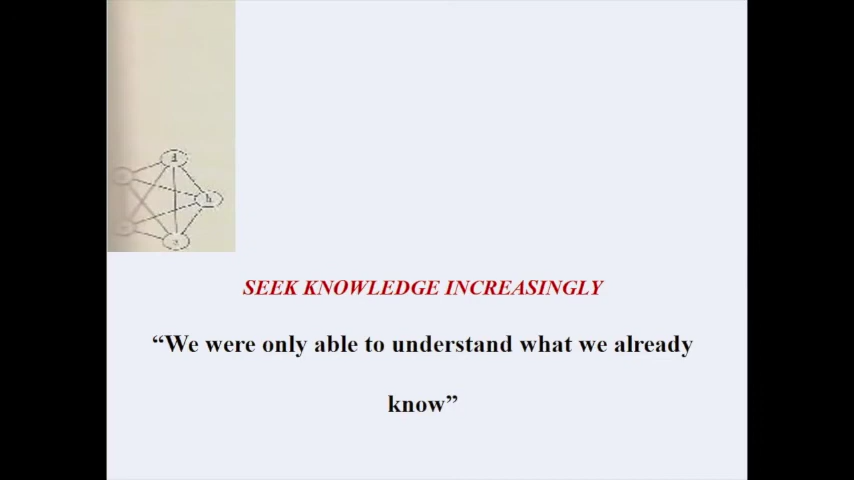 SEEK KNOWLEDGE INCREASINGLY
“We were only able to understand what we already
know”